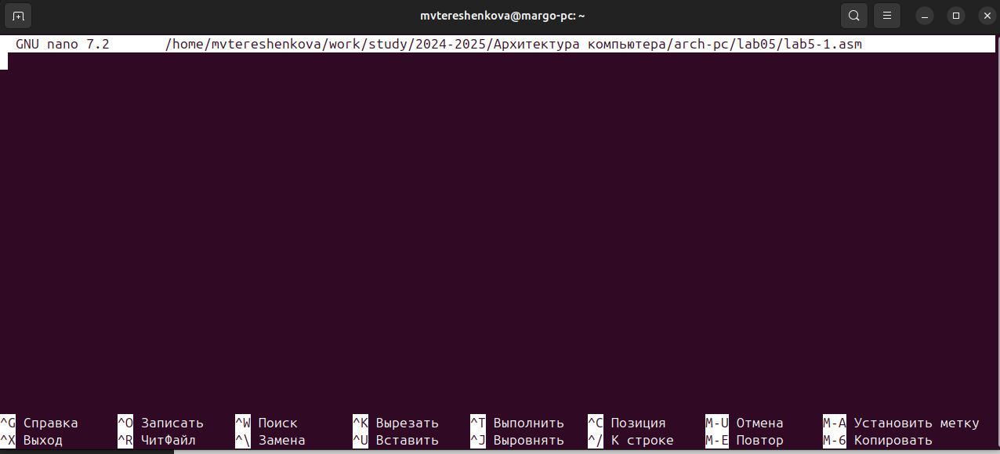 mvtereshenkova@margo-pc: ~
GNU nano 7.2 /home/mvtereshenkova/work/study/2024-2025/Архитектура компьютера/arch-pc/lab05/lab5-1.asm
^G Справка ^O Записать ^W Поиск ^K Вырезать ^T Выполнить ^C Позиция M-U Отмена M-A Установить метку
^X Выход ^R ЧитФайл ^\ Замена ^U Вставить ^J Выровнять ^/ К строке M-E Повтор M-6 Копировать